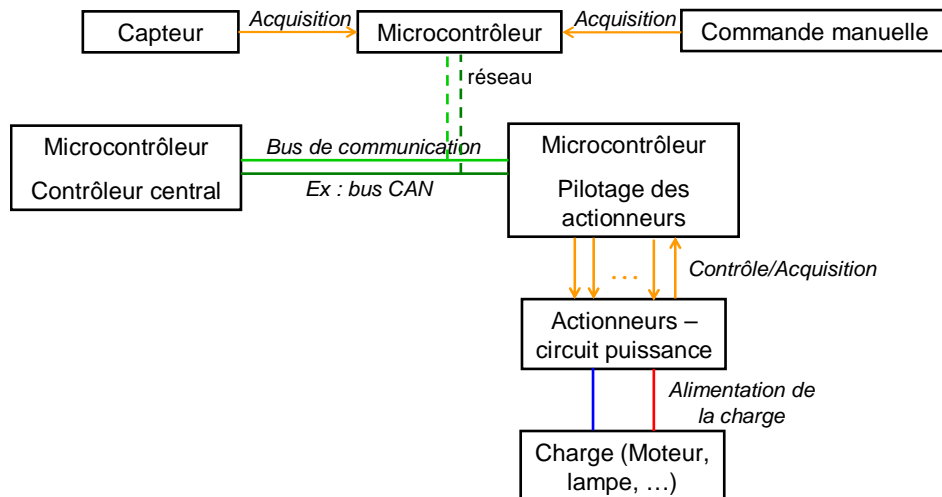 Acquisition
Acquisition
Capteur
Microcontrôleur
Commande manuelle
réseau
Microcontrôleur
Contrôleur central
Bus de communication
Ex : bus CAN
Microcontrôleur
Pilotage des
actionneurs
...
Contrôle/Acquisition
Actionneurs –
circuit puissance
Alimentation de
la charge
Charge (Moteur,
lampe, ...)